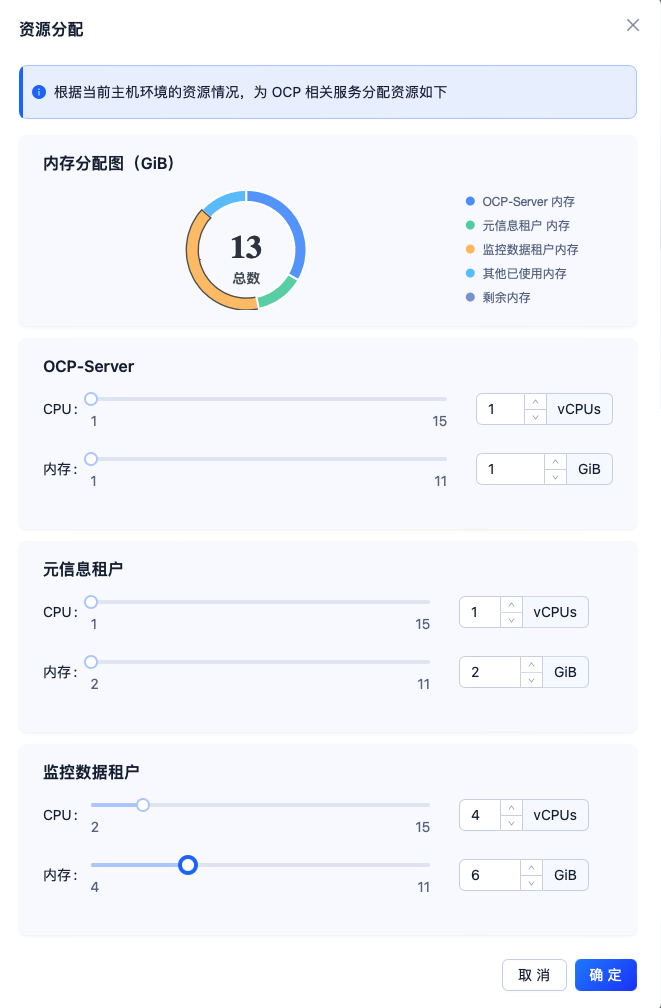 资源分配
根据当前主机环境的资源情况，为 OCP 相关服务分配资源如下
内存分配图（GiB）
13
总数
OCP-Server 内存
元信息租户 内存
监控数据租户内存
其他已使用内存
剩余内存
OCP-Server
CPU：
1 15
1 vCPUs
内存：
1 11
1 GiB
元信息租户
CPU：
1 15
1 vCPUs
内存：
2 11
2 GiB
监控数据租户
CPU：
2 15
4 vCPUs
内存：
4 11
6 GiB
取 消 确 定